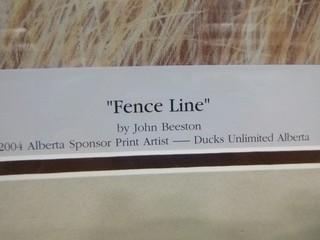 "Fence Line"
by John Beeston
2004 Alberta Sponsor Print Artist — Ducks Unlimited Alberta